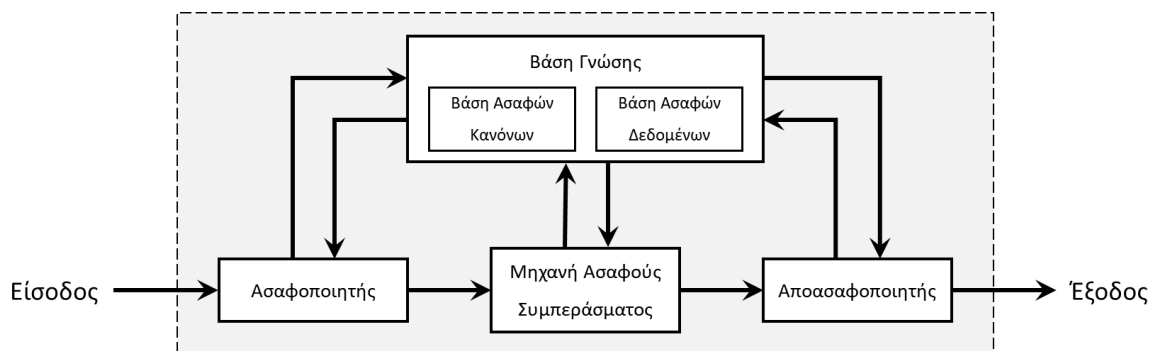 Βάση Γνώσης
Βάση Ασαφών
Κανόνων
Βάση Ασαφών
Δεδομένων
Είσοδος
Ασαφοποιητής
Μηχανή Ασαφούς
Συμπεράσματος
Αποασαφοποιητής
Έξοδος